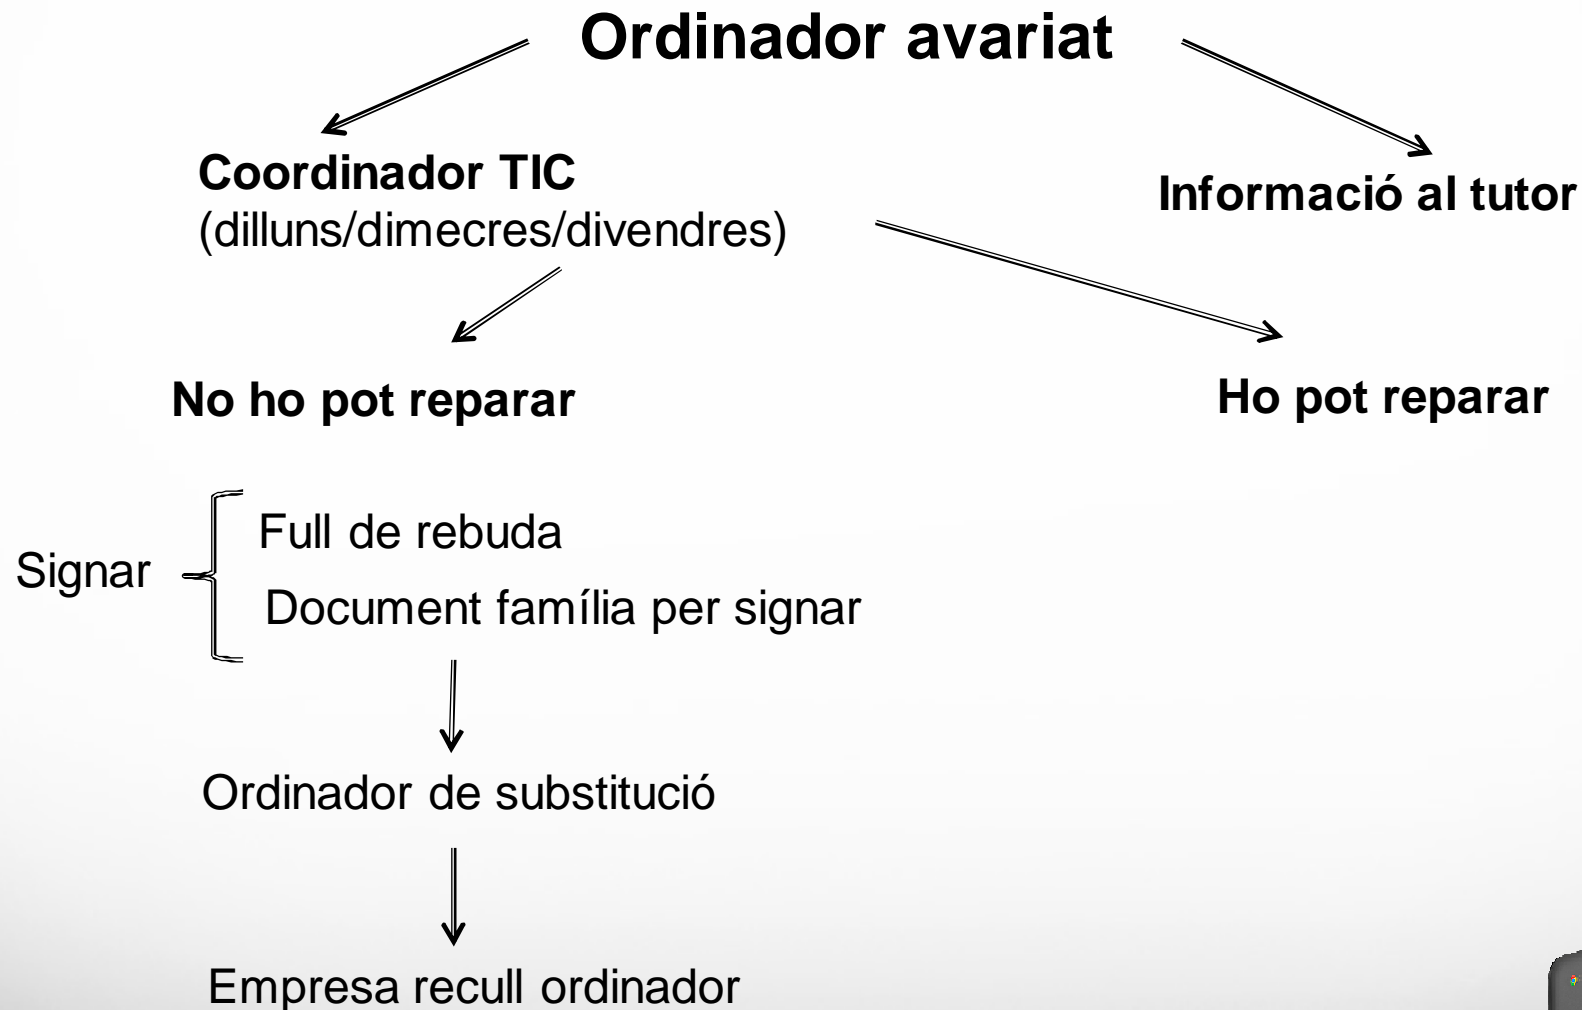 Ordinador avariat
Coordinador TIC
(dilluns/dimecres/divendres)
Informació al tutor
No ho pot reparar
Ho pot reparar
Signar
Full de rebuda
Document família per signar
Ordinador de substitució
Empresa recull ordinador